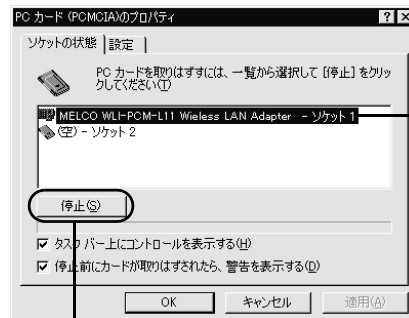 PC カード (PCMCIA)のプロパティ
ソケットの状態 設定
PC カードを取りはずすには、一覧から選択して [停止] をクリッ
クしてください(T)
MELCO WLI-PCM-L11 Wieless LAN Adapter - ソケット 1
(空) - ソケット 2
停止(S)
タスク バー上にコントロールを表示する(H)
停止前にカードが取りはずされたら、警告を表示する(D)
OK キャンセル 適用(A)